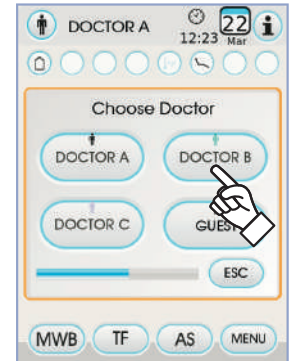 DOCTOR A
12:23
22
Mar
i
Choose Doctor
DOCTOR A
DOCTOR B
DOCTOR C
GUEST
ESC
MWB
TF
AS
MENU